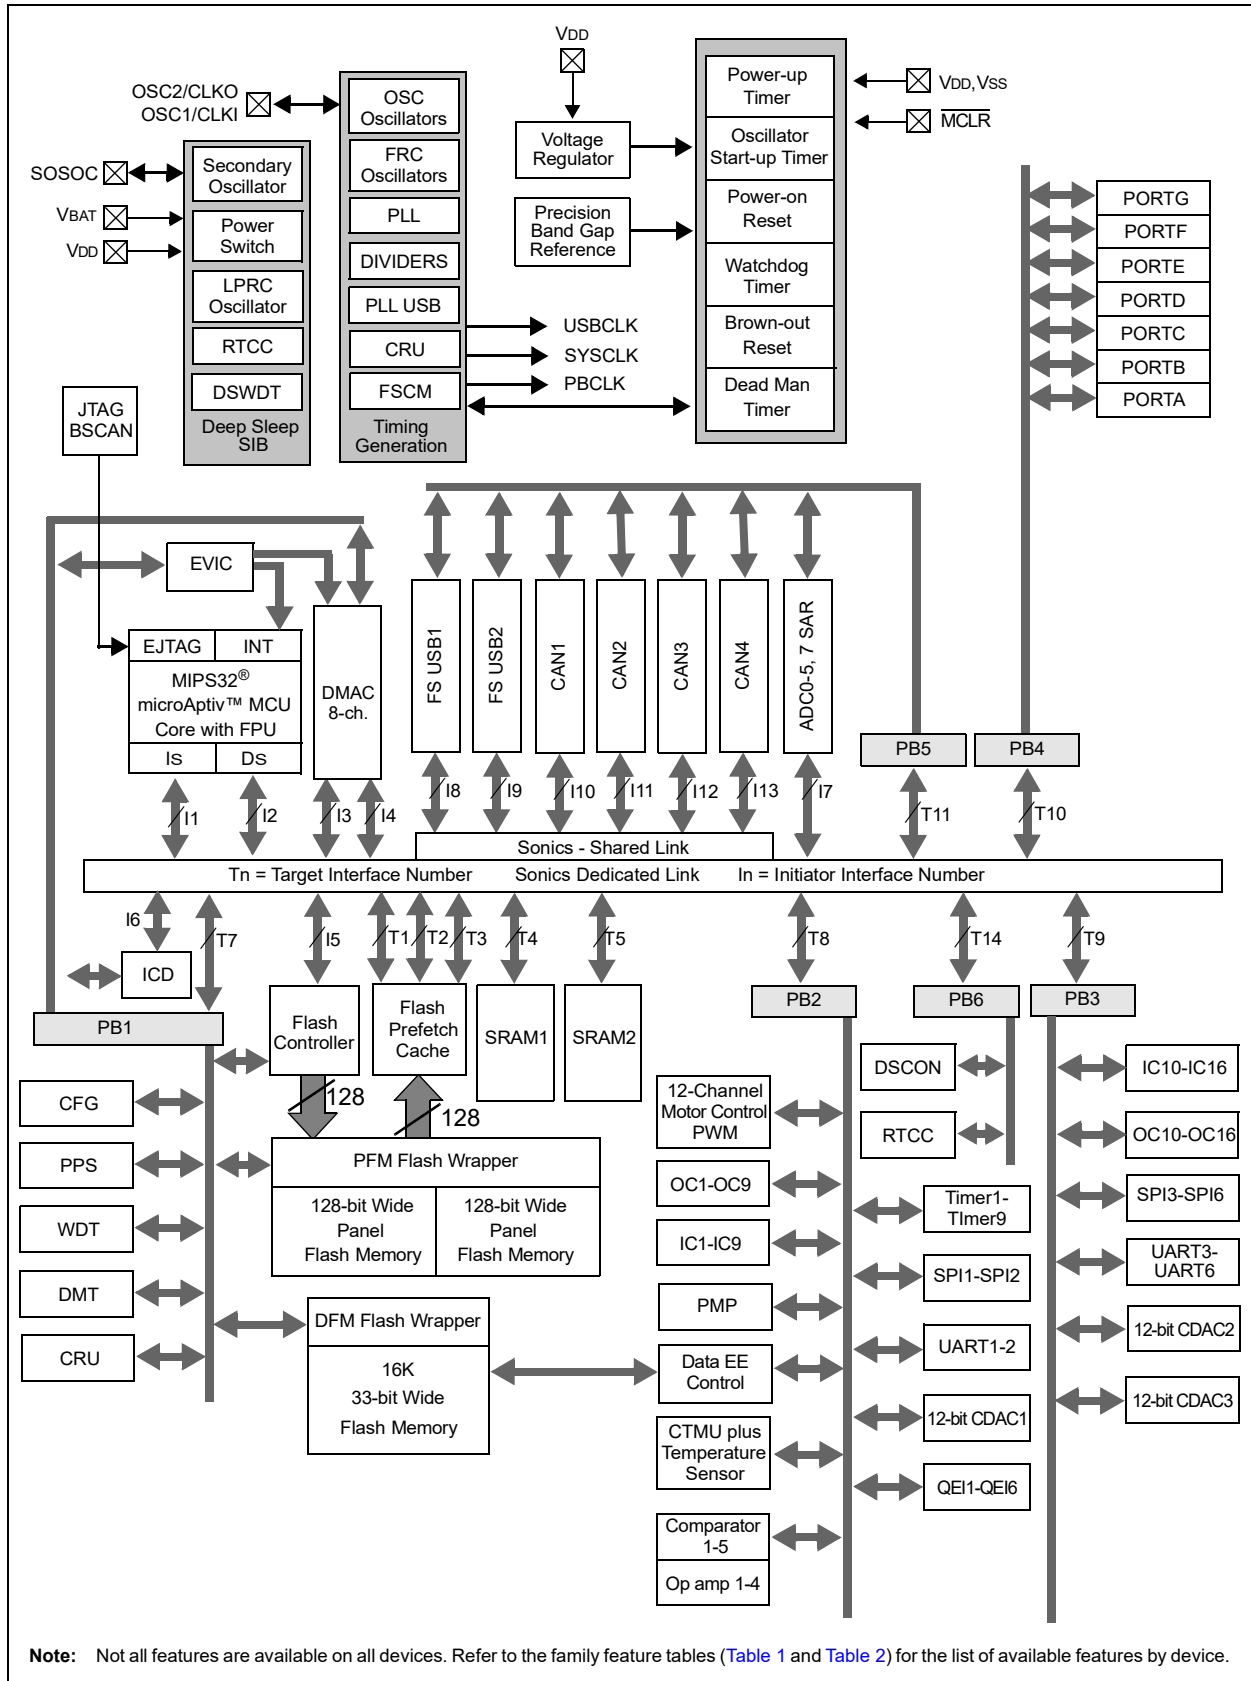 VDD
OSC2/CLKO
OSC1/CLKI
SOSOC
VBAT
VDD
Secondary
Oscillator
Power
Switch
LPRC
Oscillator
RTCC
DSWDT
Deep Sleep
SIB
OSC
Oscillators
FRC
Oscillators
PLL
DIVIDERS
PLL USB
CRU
FSCM
Timing
Generation
USBCLK
SYSCLK
PBCLK
Voltage
Regulator
Precision
Band Gap
Reference
Power-up
Timer
Oscillator
Start-up Timer
Power-on
Reset
Watchdog
Timer
Brown-out
Reset
Dead Man
Timer
VDD,VSS
MCLR
PORTG
PORTF
PORTE
PORTD
PORTC
PORTB
PORTA
JTAG
BSCAN
EVIC
EJTAG
INT
MIPS32®
microAptiv™ MCU
Core with FPU
IS
DS
DMAC
8-ch.
FS USB1
FS USB2
CAN1
CAN2
CAN3
CAN4
ADC0-5, 7 SAR
PB5
PB4
I1
I2
I3
I4
I8
I9
I10
I11
I12
I13
I7
T11
T10
Sonics - Shared Link
Tn = Target Interface Number
Sonics Dedicated Link
In = Initiator Interface Number
I6
T7
I5
T1
T2
T3
T4
T5
T8
T14
T9
ICD
PB1
Flash
Controller
Flash
Prefetch
Cache
SRAM1
SRAM2
PB2
PB6
PB3
128
128
CFG
PPS
WDT
DMT
CRU
PFM Flash Wrapper
128-bit Wide
Panel
Flash Memory
128-bit Wide
Panel
Flash Memory
DFM Flash Wrapper
16K
33-bit Wide
Flash Memory
12-Channel
Motor Control
PWM
OC1-OC9
IC1-IC9
PMP
Data EE
Control
CTMU plus
Temperature
Sensor
Comparator
1-5
Op amp 1-4
DSCON
RTCC
Timer1-
TImer9
SPI1-SPI2
UART1-2
12-bit CDAC1
QEI1-QEI6
IC10-IC16
OC10-OC16
SPI3-SPI6
UART3-
UART6
12-bit CDAC2
12-bit CDAC3
Note: Not all features are available on all devices. Refer to the family feature tables (Table 1 and Table 2) for the list of available features by device.